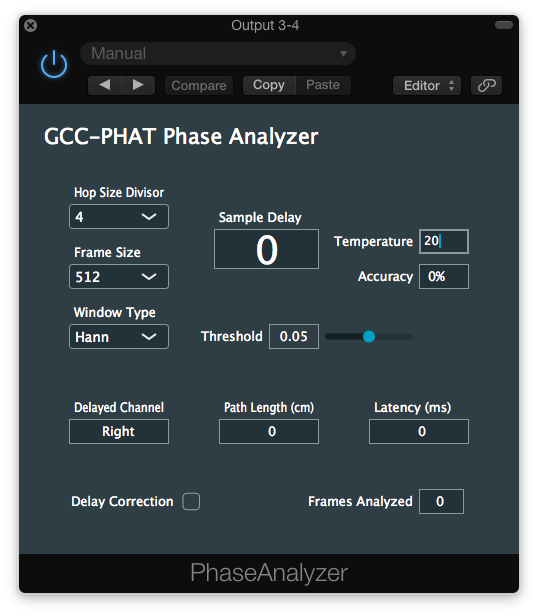 Output 3-4
Manual
Compare
Copy
Paste
Editor
GCC-PHAT Phase Analyzer
Hop Size Divisor
4
Sample Delay
0
Temperature 20
Frame Size
512
Accuracy 0%
Window Type
Hann
Threshold 0.05
Delayed Channel
Right
Path Length (cm)
0
Latency (ms)
0
Delay Correction
Frames Analyzed 0
PhaseAnalyzer